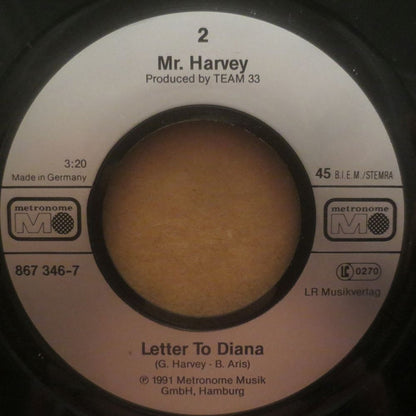 2
Mr. Harvey
Produced by TEAM 33
3:20
Made in Germany
45 B.I.E.M./STEMRA
metronome
M
metronome
M
867 346-7
LC 0270
LR Musikverlag
Letter To Diana
(G. Harvey - B. Aris)
℗ 1991 Metronome Musik
GmbH, Hamburg